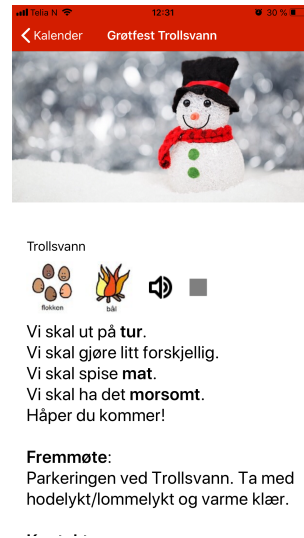 Telia N 12:31 30 %
Kalender Grøtfest Trollsvann
Trollsvann
flokken bål
Vi skal ut på tur.
Vi skal gjøre litt forskjellig.
Vi skal spise mat.
Vi skal ha det morsomt.
Håper du kommer!
Fremmøte:
Parkeringen ved Trollsvann. Ta med
hodelykt/lommelykt og varme klær.